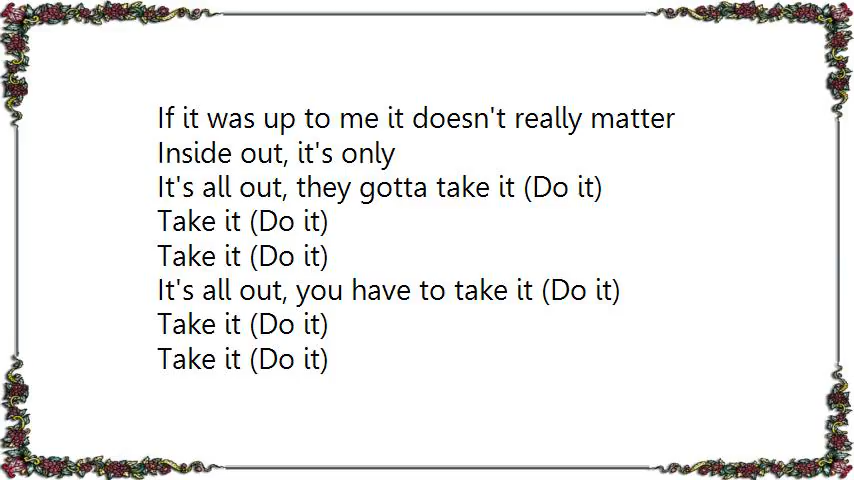 If it was up to me it doesn't really matter
Inside out, it's only
It's all out, they gotta take it (Do it)
Take it (Do it)
Take it (Do it)
It's all out, you have to take it (Do it)
Take it (Do it)
Take it (Do it)